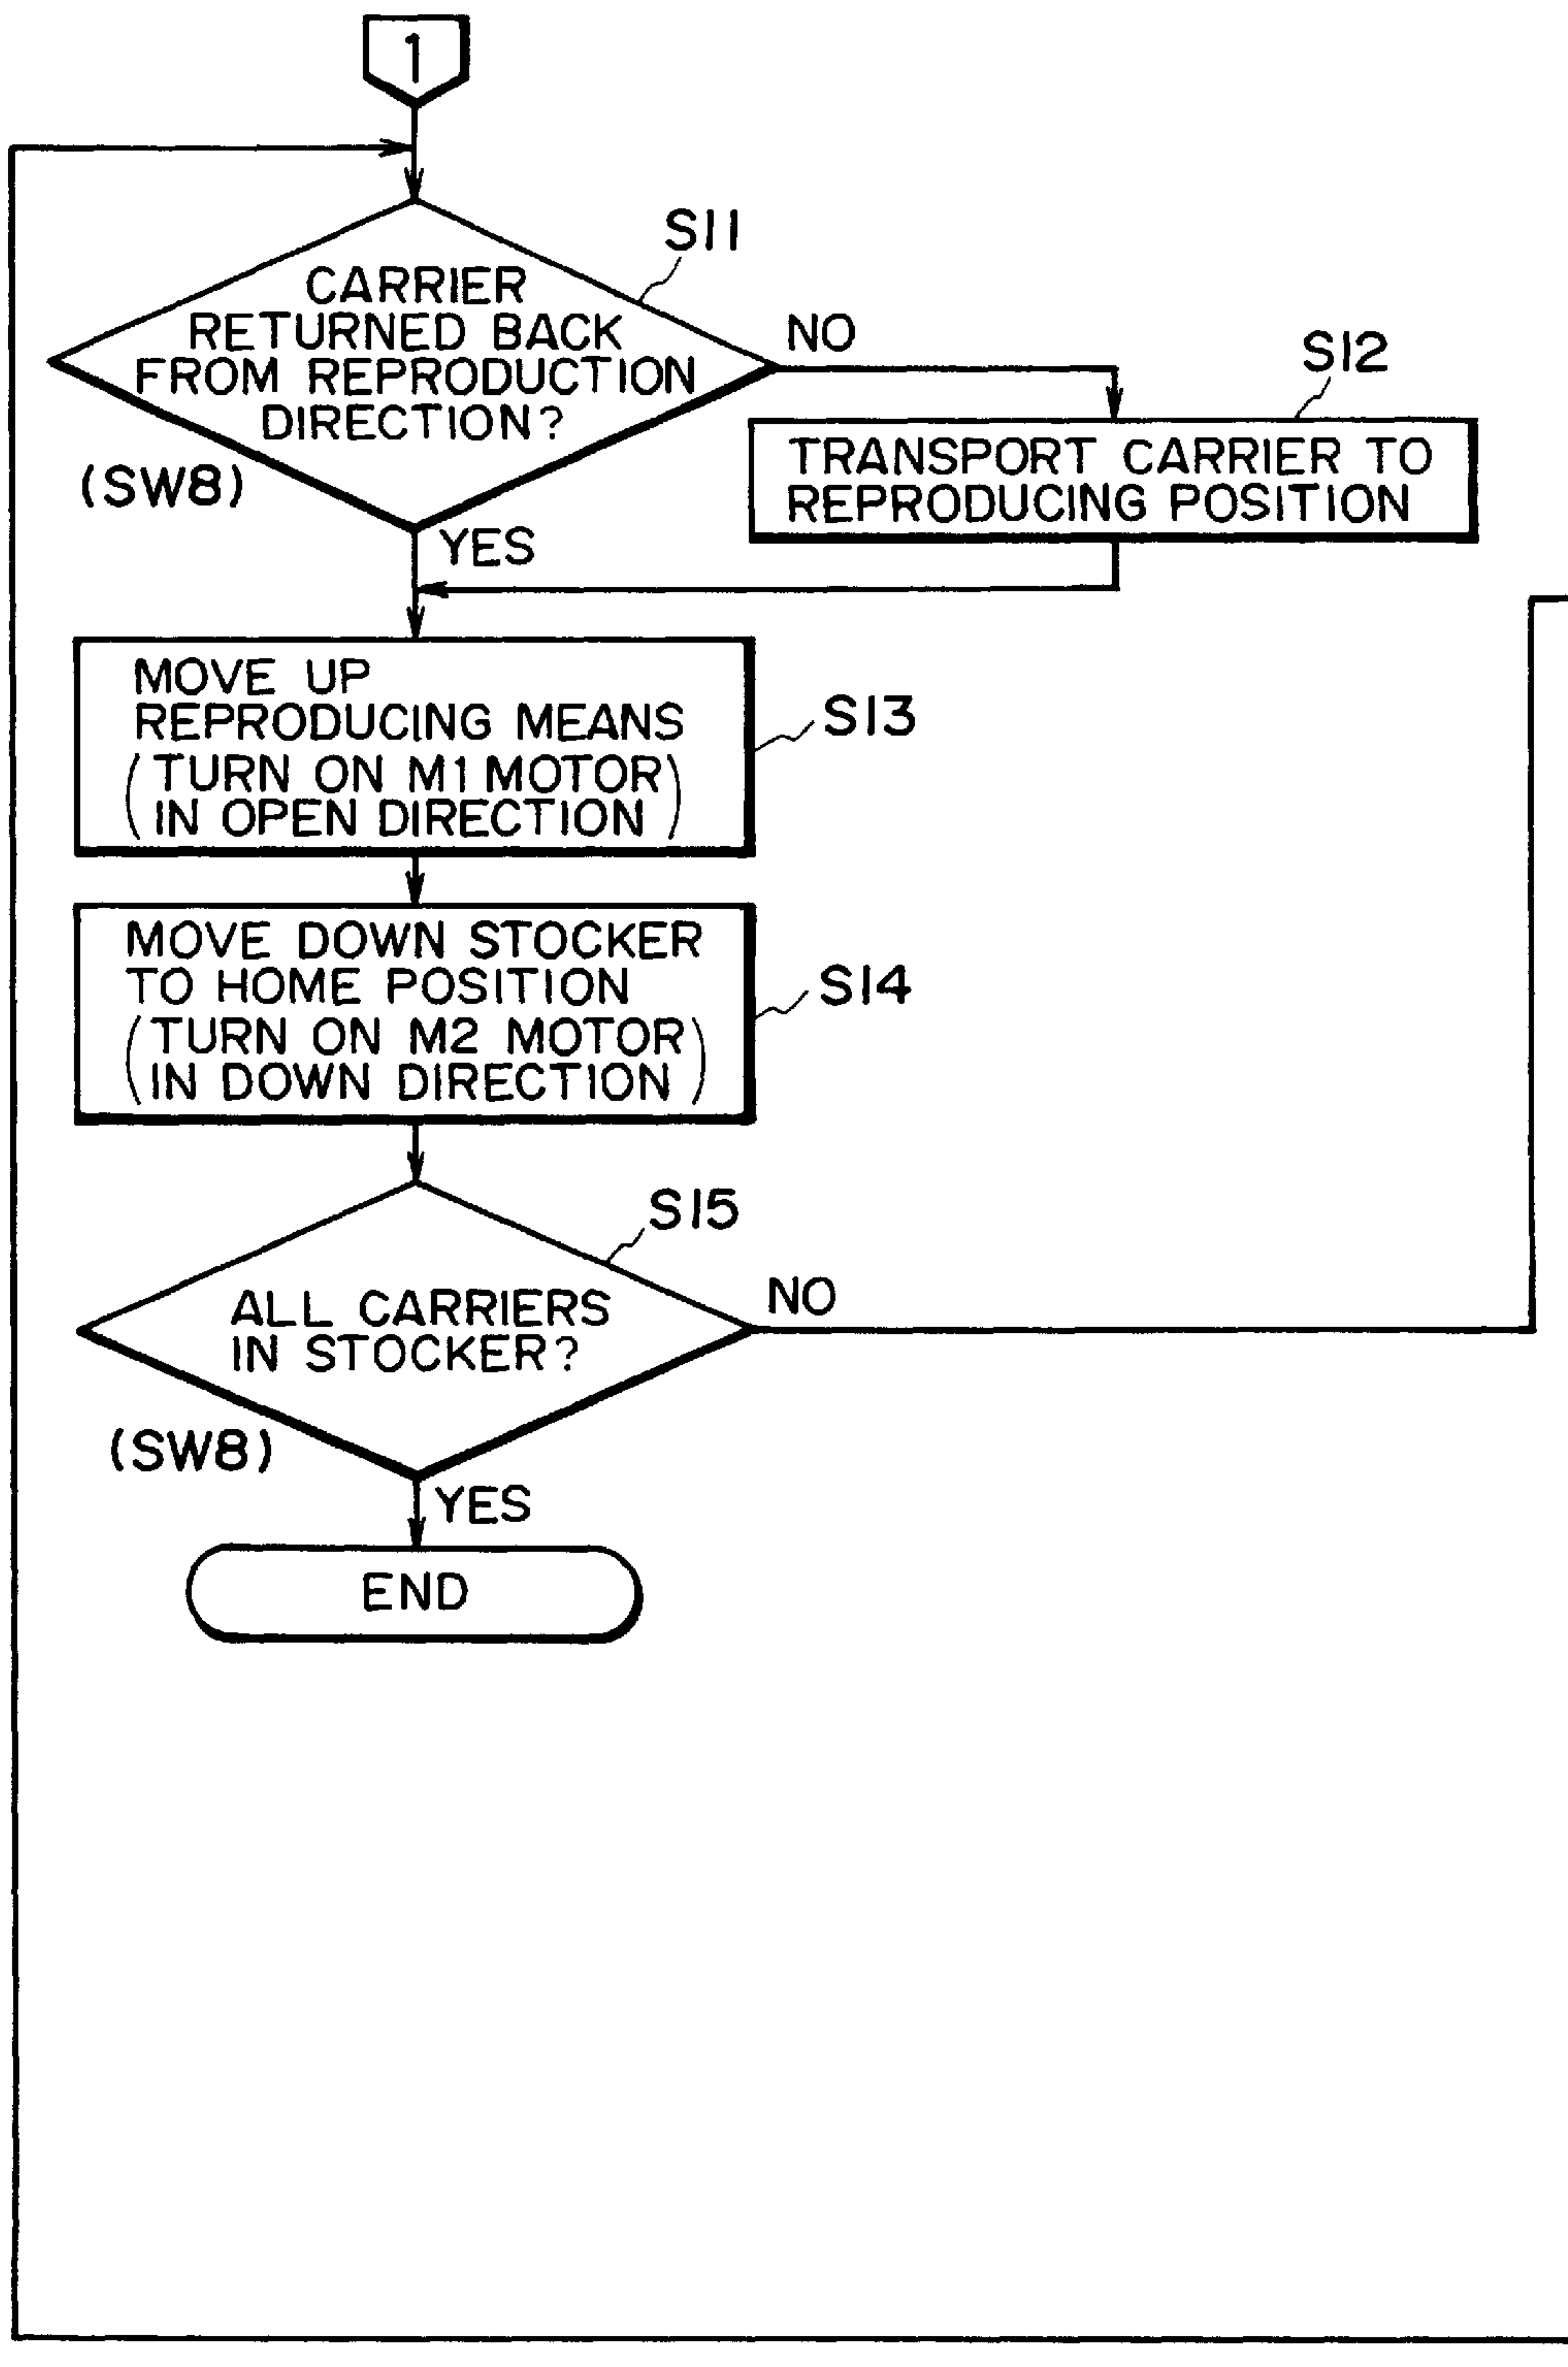 1
S11
CARRIER
RETURNED BACK
FROM REPRODUCTION
DIRECTION?
NO
(SW8)
YES
S12
TRANSPORT CARRIER TO
REPRODUCING POSITION
MOVE UP
REPRODUCING MEANS
(TURN ON M1 MOTOR
IN OPEN DIRECTION)
S13
MOVE DOWN STOCKER
TO HOME POSITION
(TURN ON M2 MOTOR
IN DOWN DIRECTION)
S14
S15
ALL CARRIERS
IN STOCKER?
NO
(SW8)
YES
END